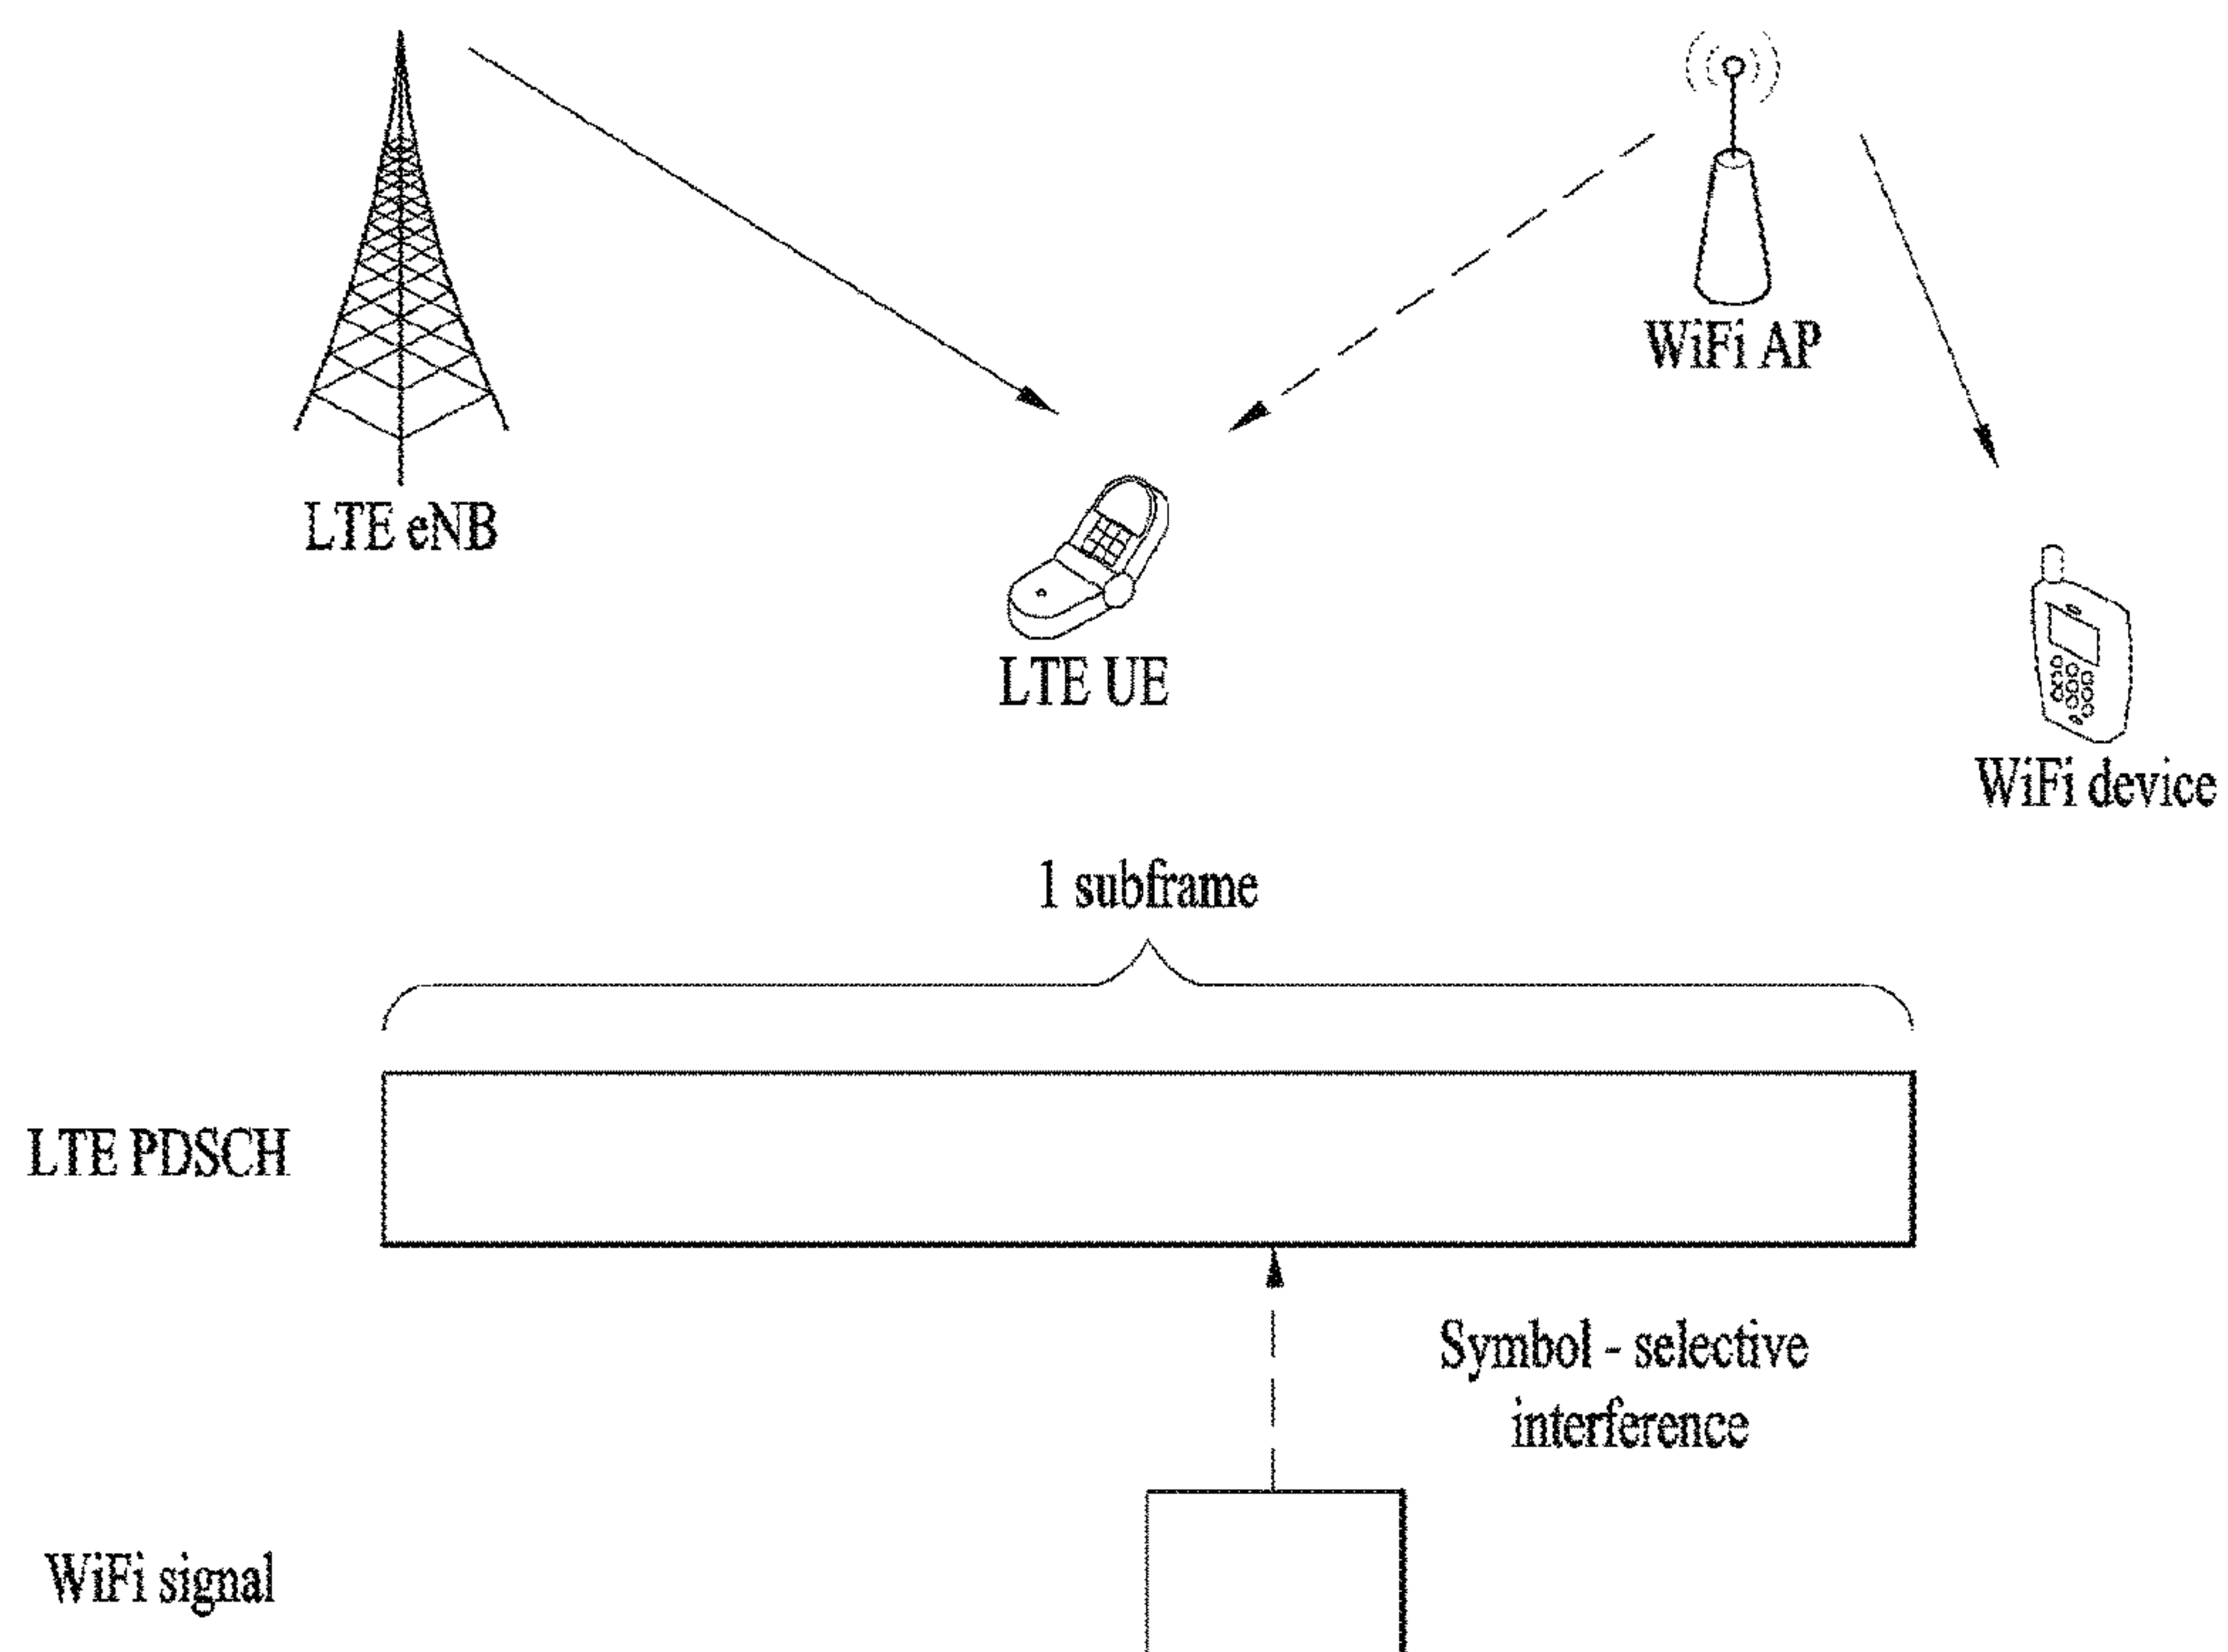 WiFi AP
LTE eNB
LTE UE
WiFi device
1 subframe
LTE PDSCH
Symbol - selective
interference
WiFi signal